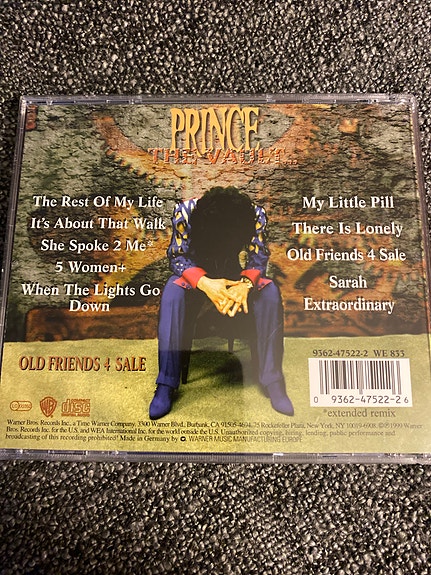 PRINCE
THE VAULT...
The Rest Of My Life
It's About That Walk
She Spoke 2 Me*
5 Women+
When The Lights Go
Down
My Little Pill
There Is Lonely
Old Friends 4 Sale
Sarah
Extraordinary
OLD FRIENDS 4 SALE
9362-47522-2 WE 833
0 9362-47522-2 6
*extended remix
disc
Warner Bros. Records Inc., a Time Warner Company. 3300 Warner Blvd., Burbank, CA 91505-4694. 75 Rockefeller Plaza, New York, NY 10019-6908. ©℗1999 Warner
Bros. Records Inc. for the U.S. and WEA International Inc. for the world outside the U.S. Unauthorized copying, hiring, lending, public performance and
broadcasting of this recording prohibited! Made in Germany by WARNER MUSIC MANUFACTURING EUROPE.